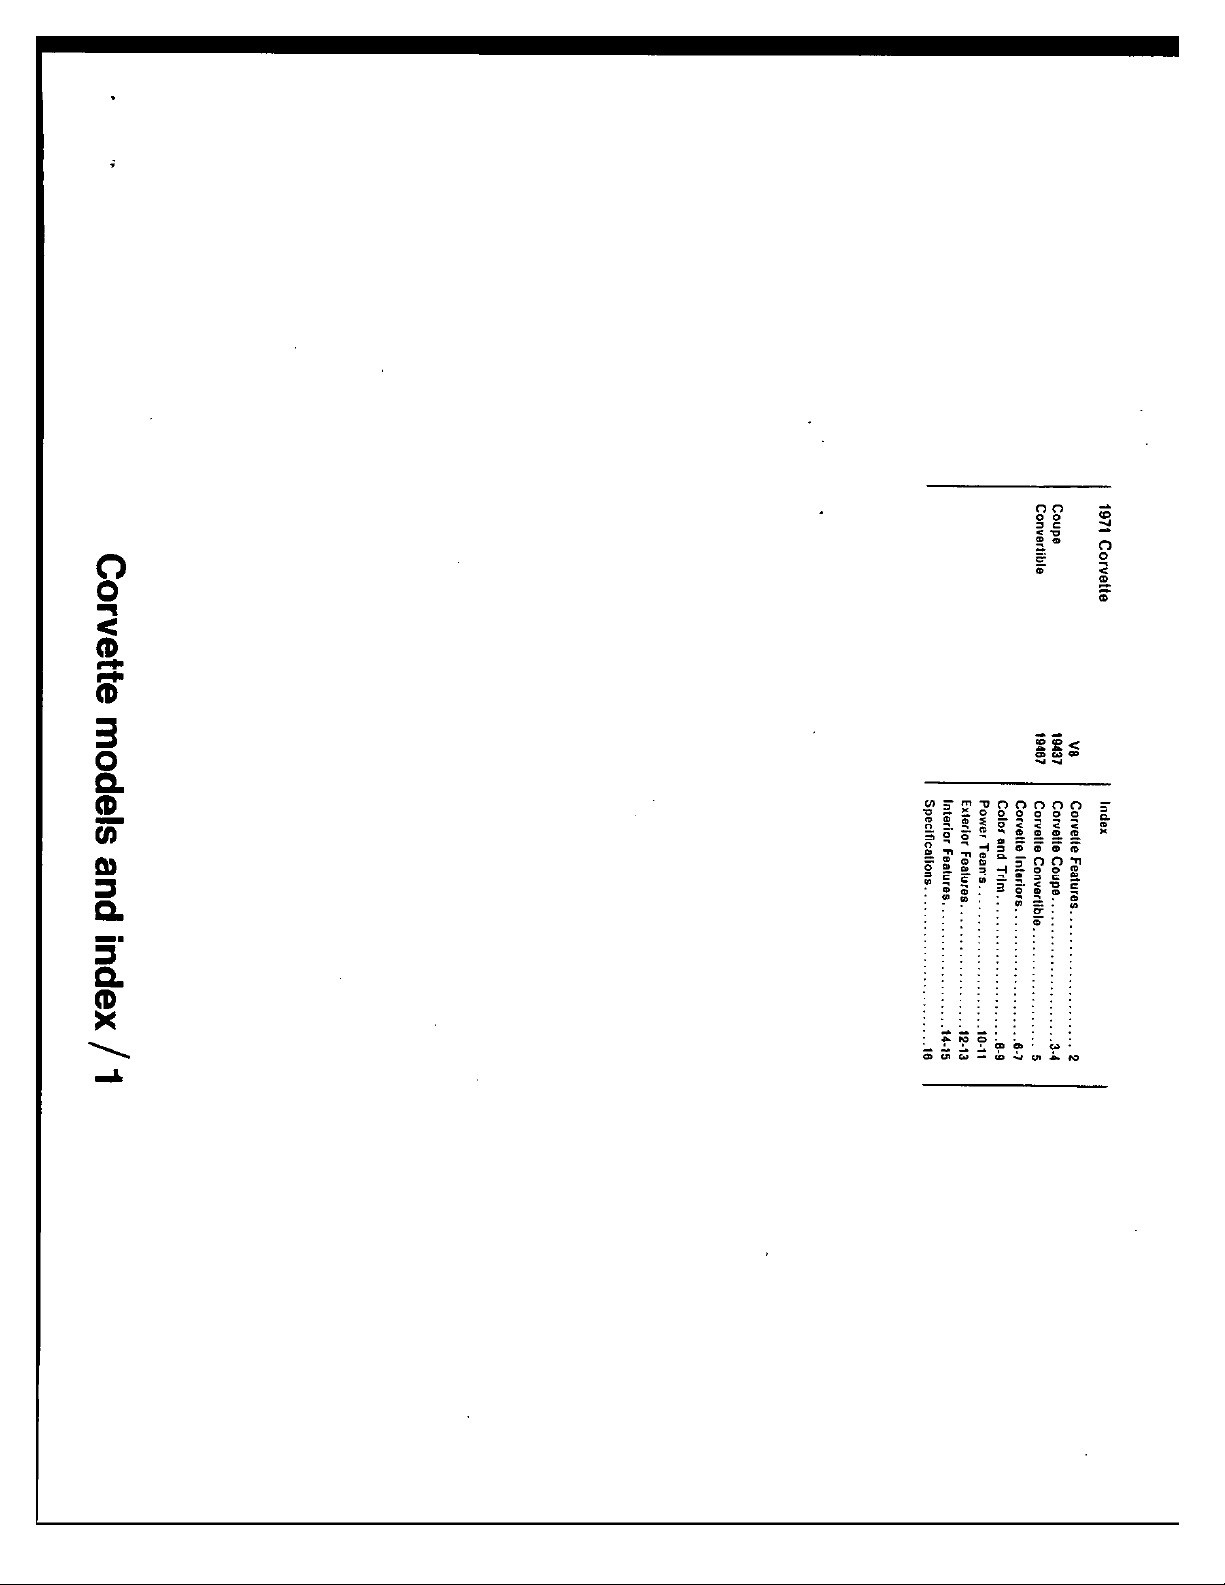 1971 Corvette
V8
Coupe 19437
Convertible 19467
Index
Corvette Features........................ 2
Corvette Coupe........................3-4
Corvette Convertible.................... 5
Corvette Interiors......................6-7
Color and Trim.........................8-9
Power Teams........................10-11
Exterior Features....................12-13
Interior Features.....................14-15
Specifications..........................16
Corvette models and index / 1